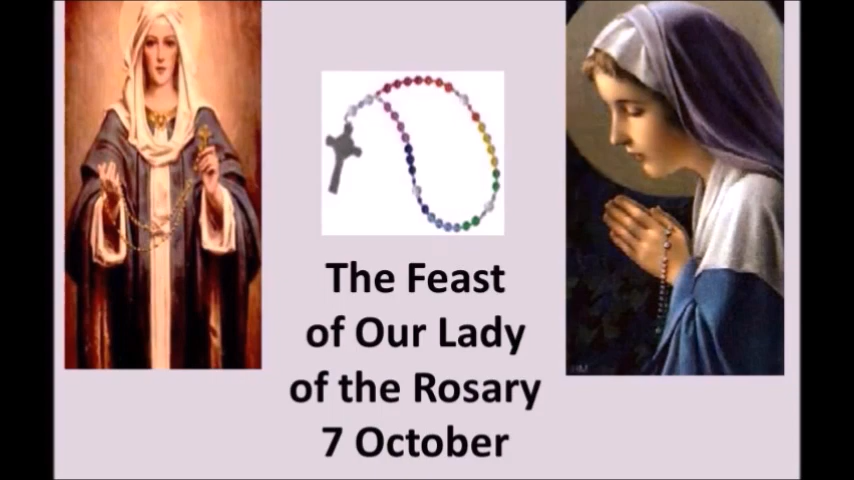 The Feast
of Our Lady
of the Rosary
7 October